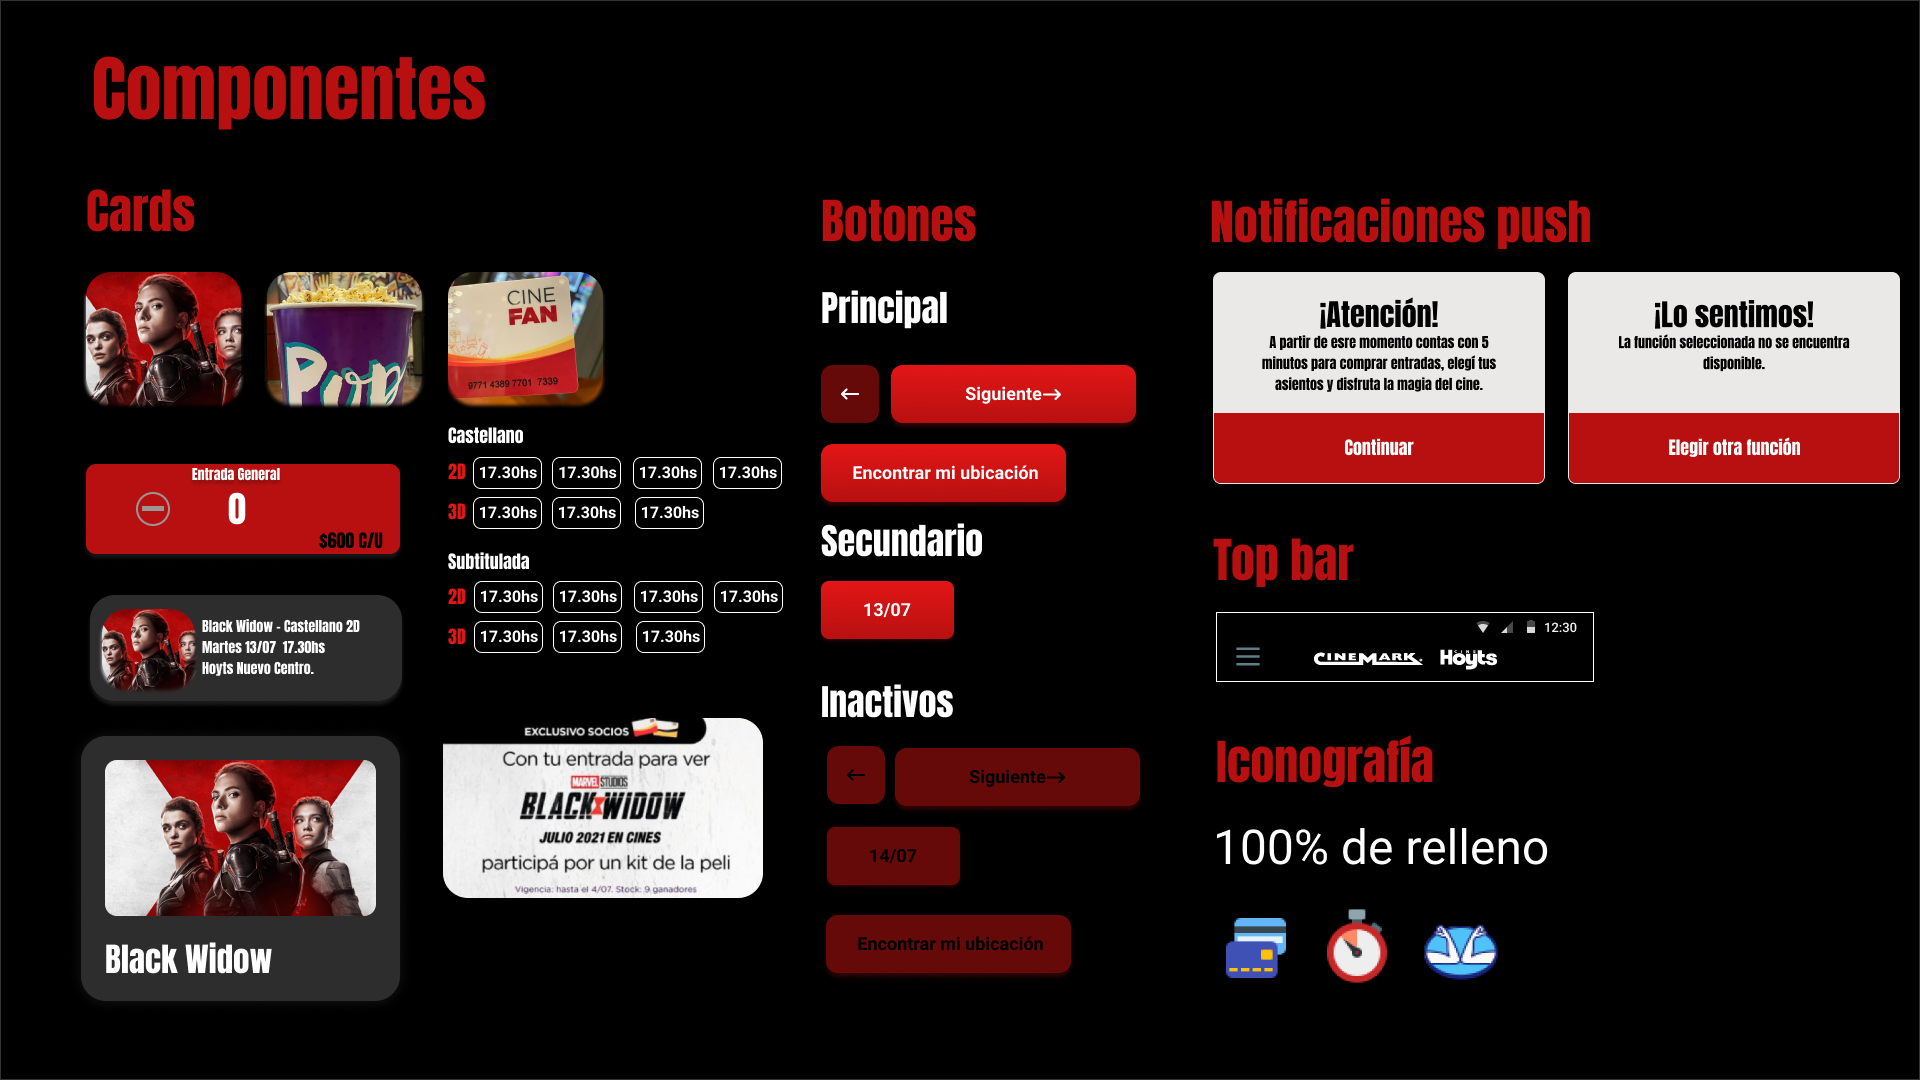 Componentes
Cards
CINE
FAN
9771 4389 7701 7339
Pop
Entrada General
0
$600 C/U
Black Widow - Castellano 2D
Martes 13/07 17.30hs
Hoyts Nuevo Centro.
Black Widow
Castellano
2D 17.30hs 17.30hs 17.30hs 17.30hs
3D 17.30hs 17.30hs 17.30hs
Subtitulada
2D 17.30hs 17.30hs 17.30hs 17.30hs
3D 17.30hs 17.30hs 17.30hs
EXCLUSIVO SOCIOS
Con tu entrada para ver
MARVEL STUDIOS
BLACK WIDOW
JULIO 2021 EN CINES
participá por un kit de la peli
Vigencia: hasta el 4/07. Stock: 9 ganadores
Botones
Principal
← Siguiente→
Encontrar mi ubicación
Secundario
13/07
Inactivos
← Siguiente→
14/07
Encontrar mi ubicación
Notificaciones push
¡Atención!
A partir de esre momento contas con 5
minutos para comprar entradas, elegí tus
asientos y disfruta la magia del cine.
Continuar
¡Lo sentimos!
La función seleccionada no se encuentra
disponible.
Elegir otra función
Top bar
12:30
CINEMARK. CINE Hoyts
Iconografía
100% de relleno